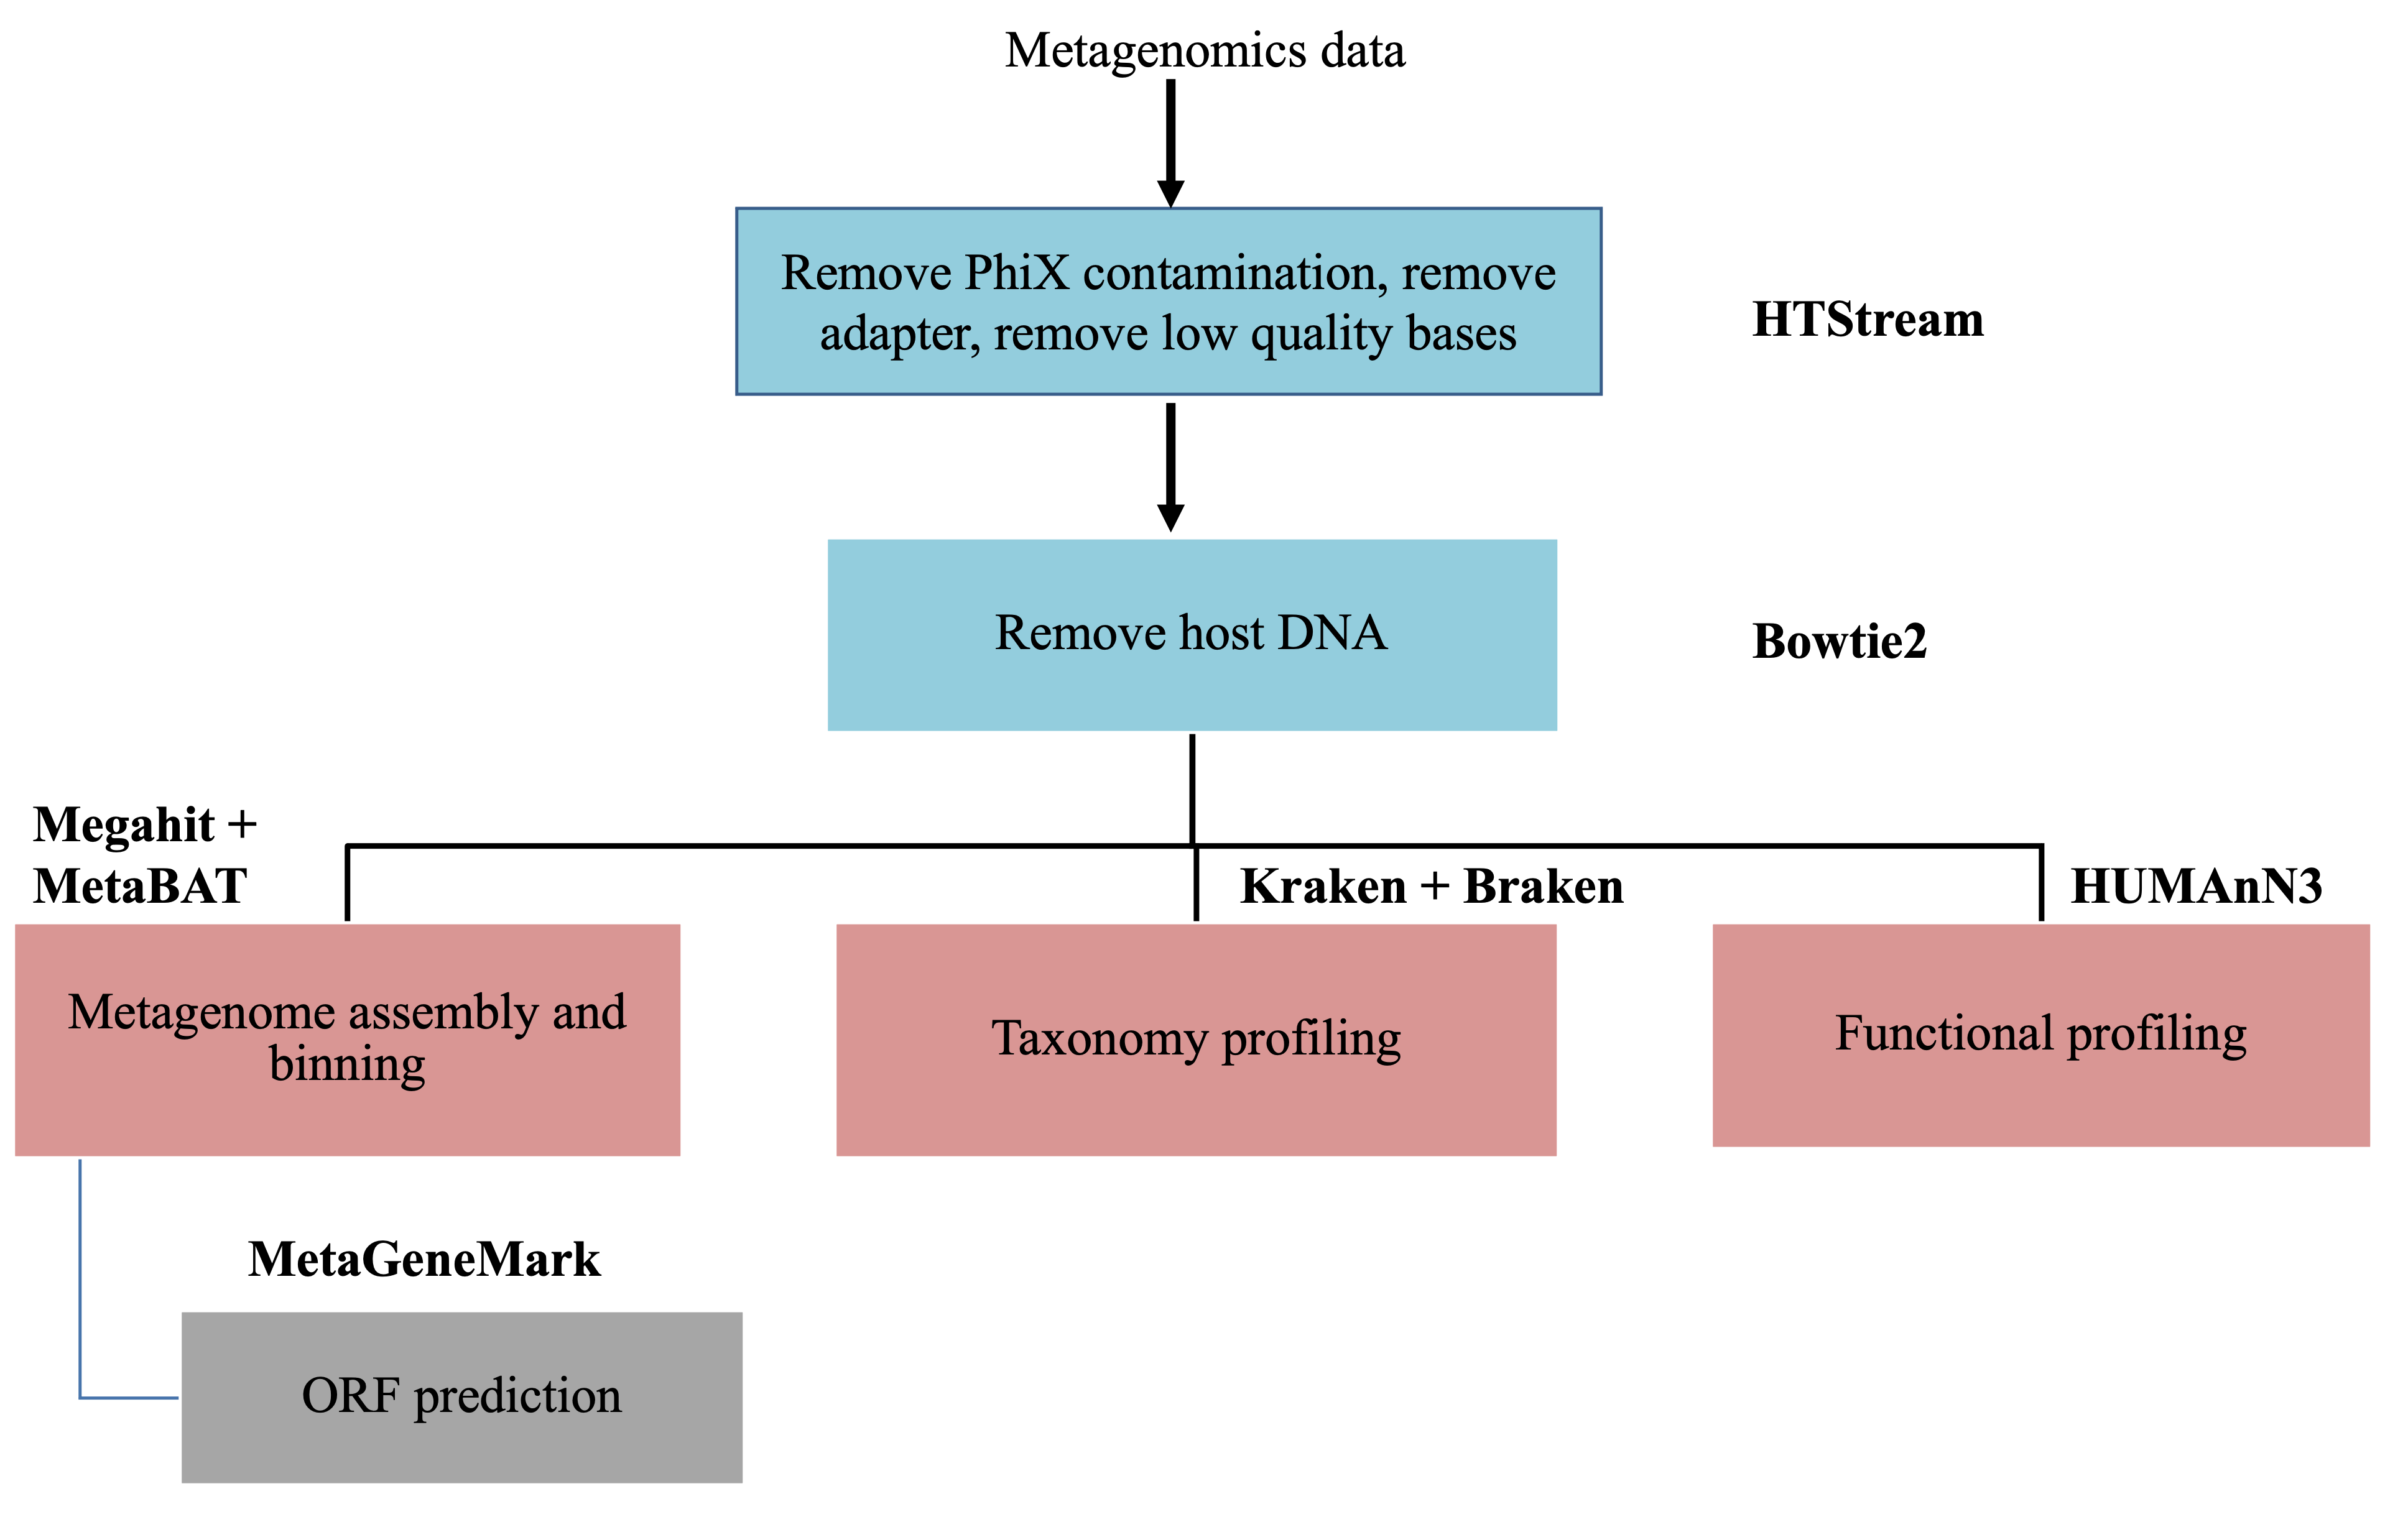 Metagenomics data
Remove PhiX contamination, remove
adapter, remove low quality bases
HTStream
Remove host DNA
Bowtie2
Megahit +
MetaBAT
Kraken + Braken
HUMAnN3
Metagenome assembly and
binning
Taxonomy profiling
Functional profiling
MetaGeneMark
ORF prediction